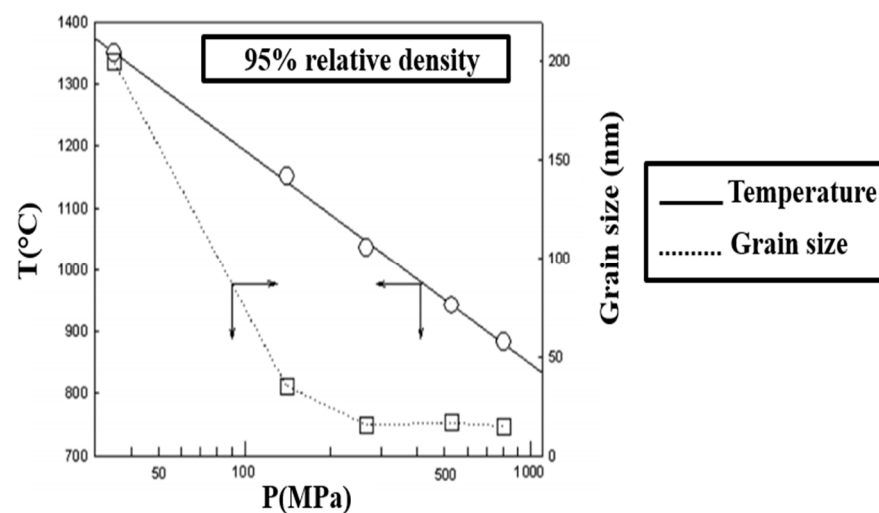 95% relative density
1400
1300
1200
1100
1000
900
800
700
T(°C)
50
100
500
1000
P(MPa)
200
150
100
50
0
Grain size (nm)
Temperature
Grain size